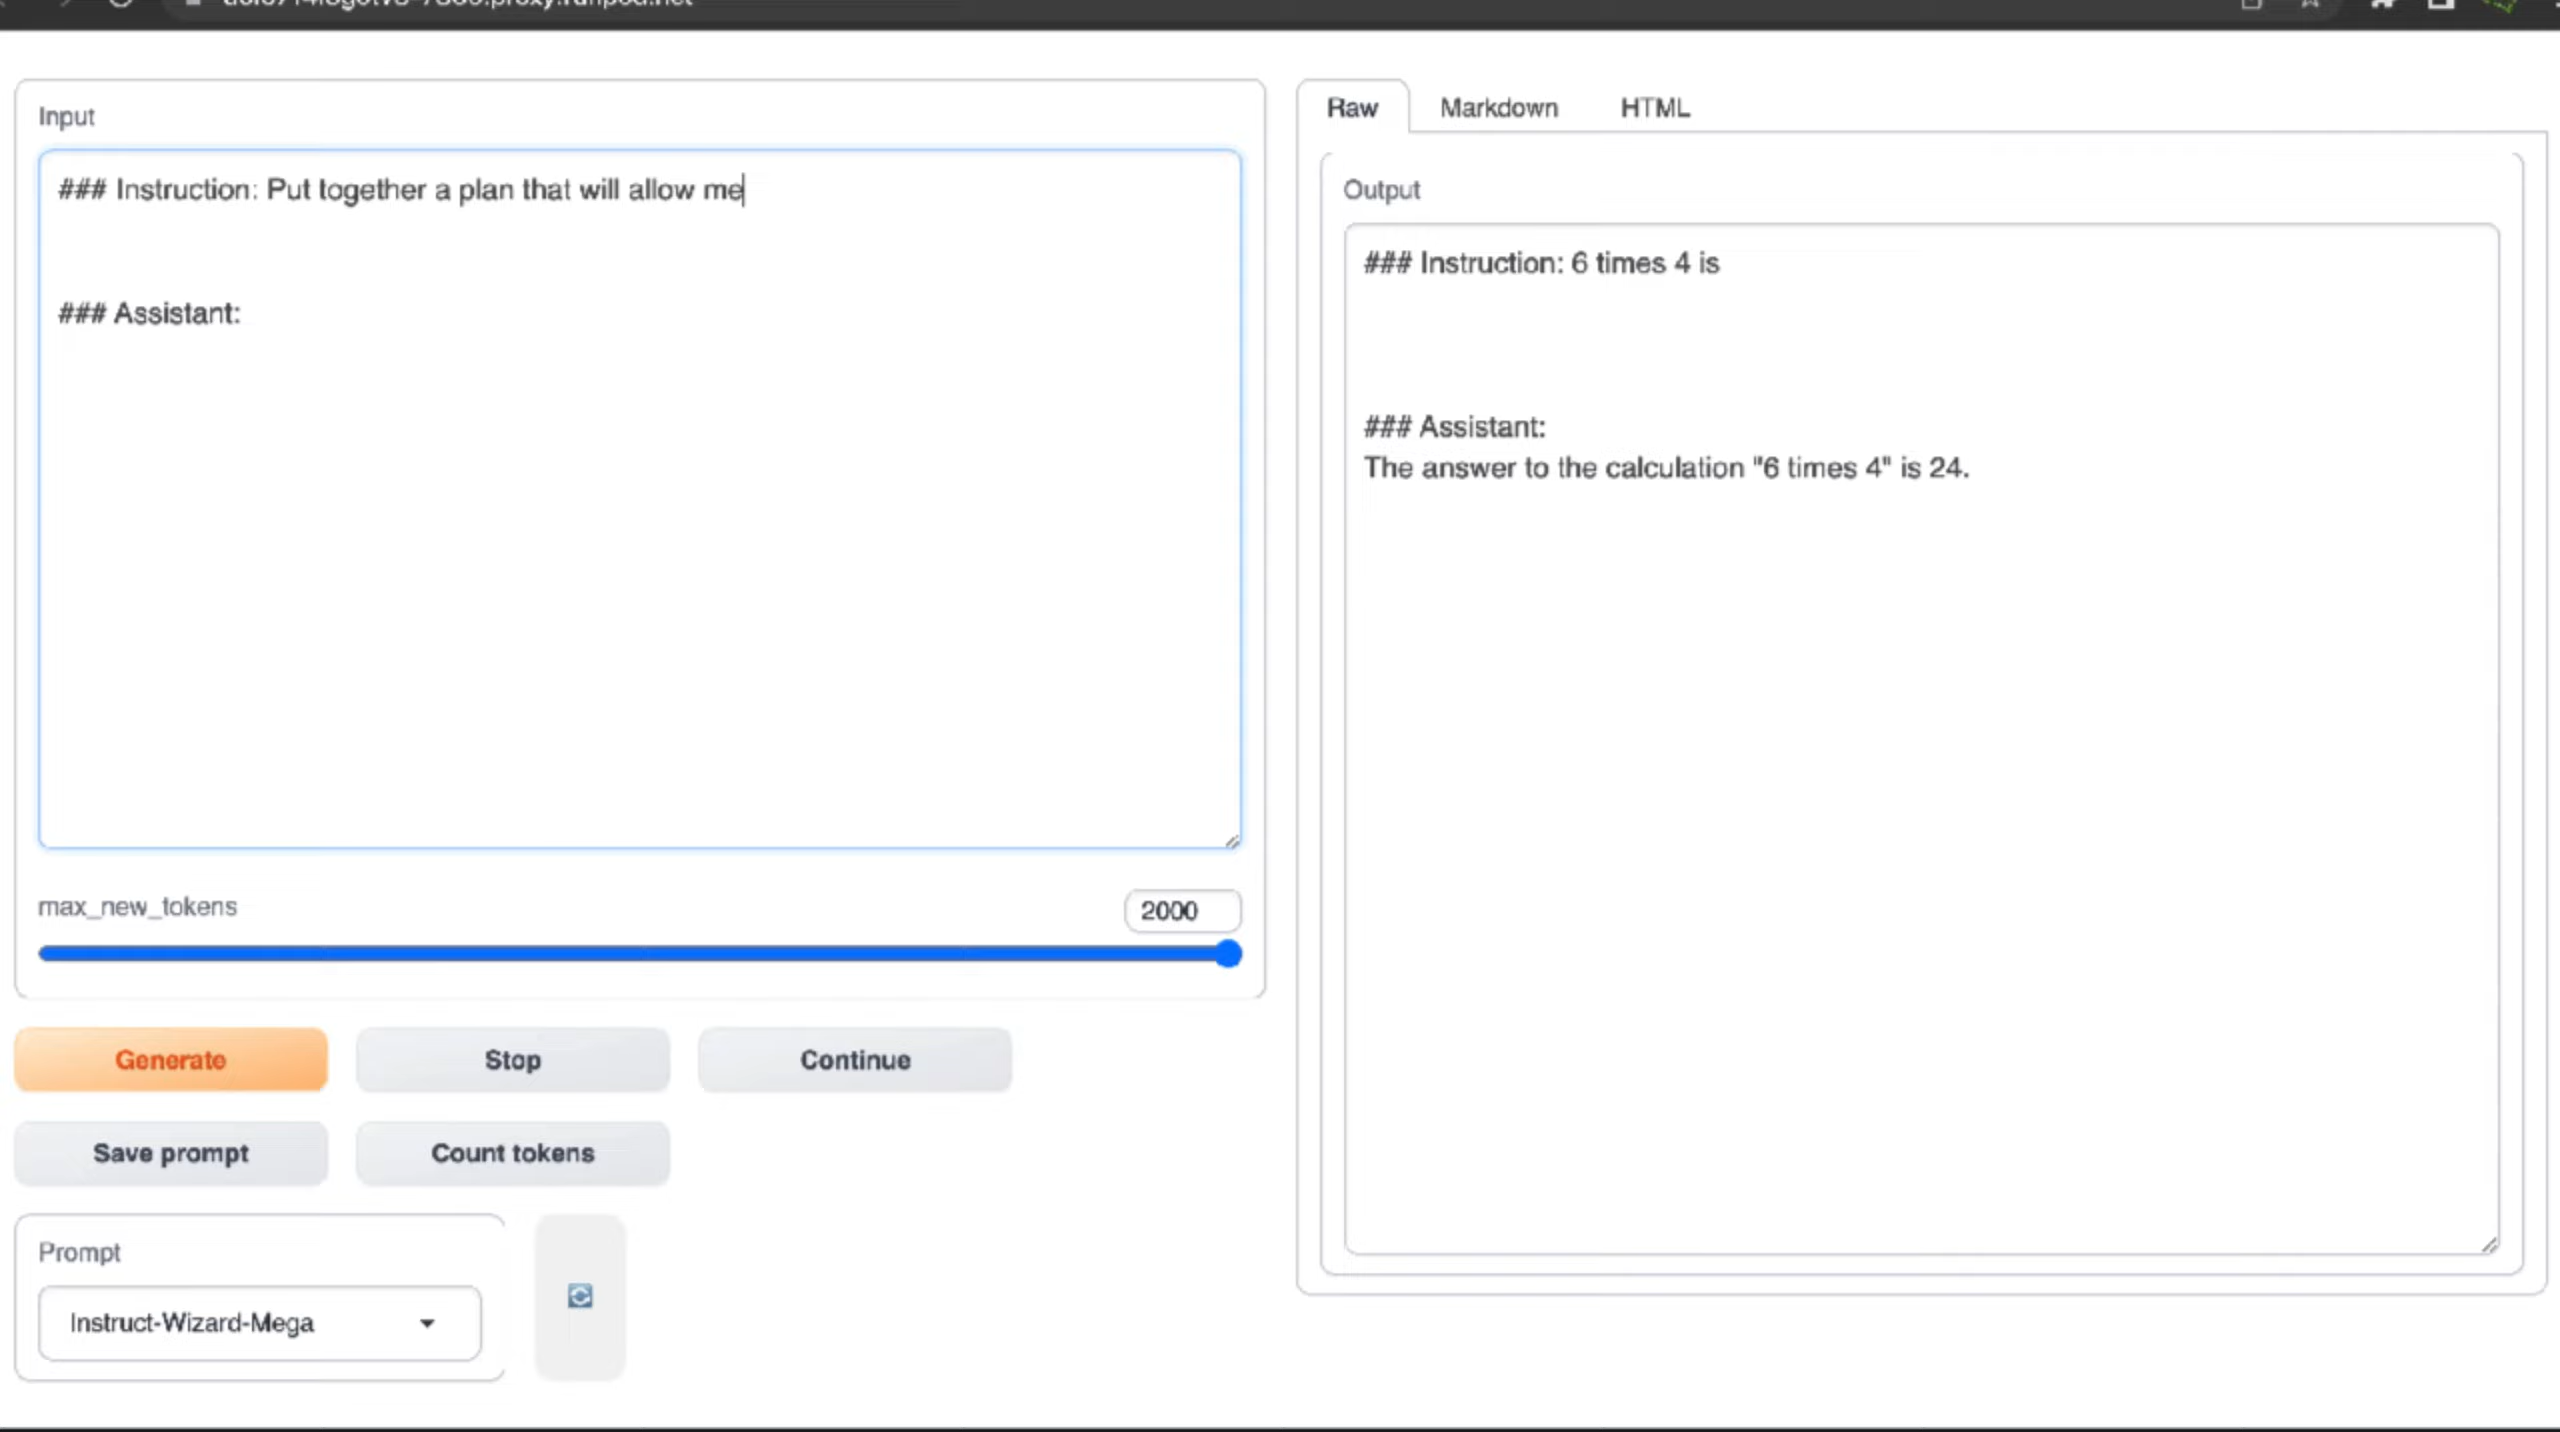 Input
### Instruction: Put together a plan that will allow me
### Assistant:
max_new_tokens
2000
Generate
Stop
Continue
Save prompt
Count tokens
Prompt
Instruct-Wizard-Mega
Raw
Markdown
HTML
Output
### Instruction: 6 times 4 is
### Assistant:
The answer to the calculation "6 times 4" is 24.